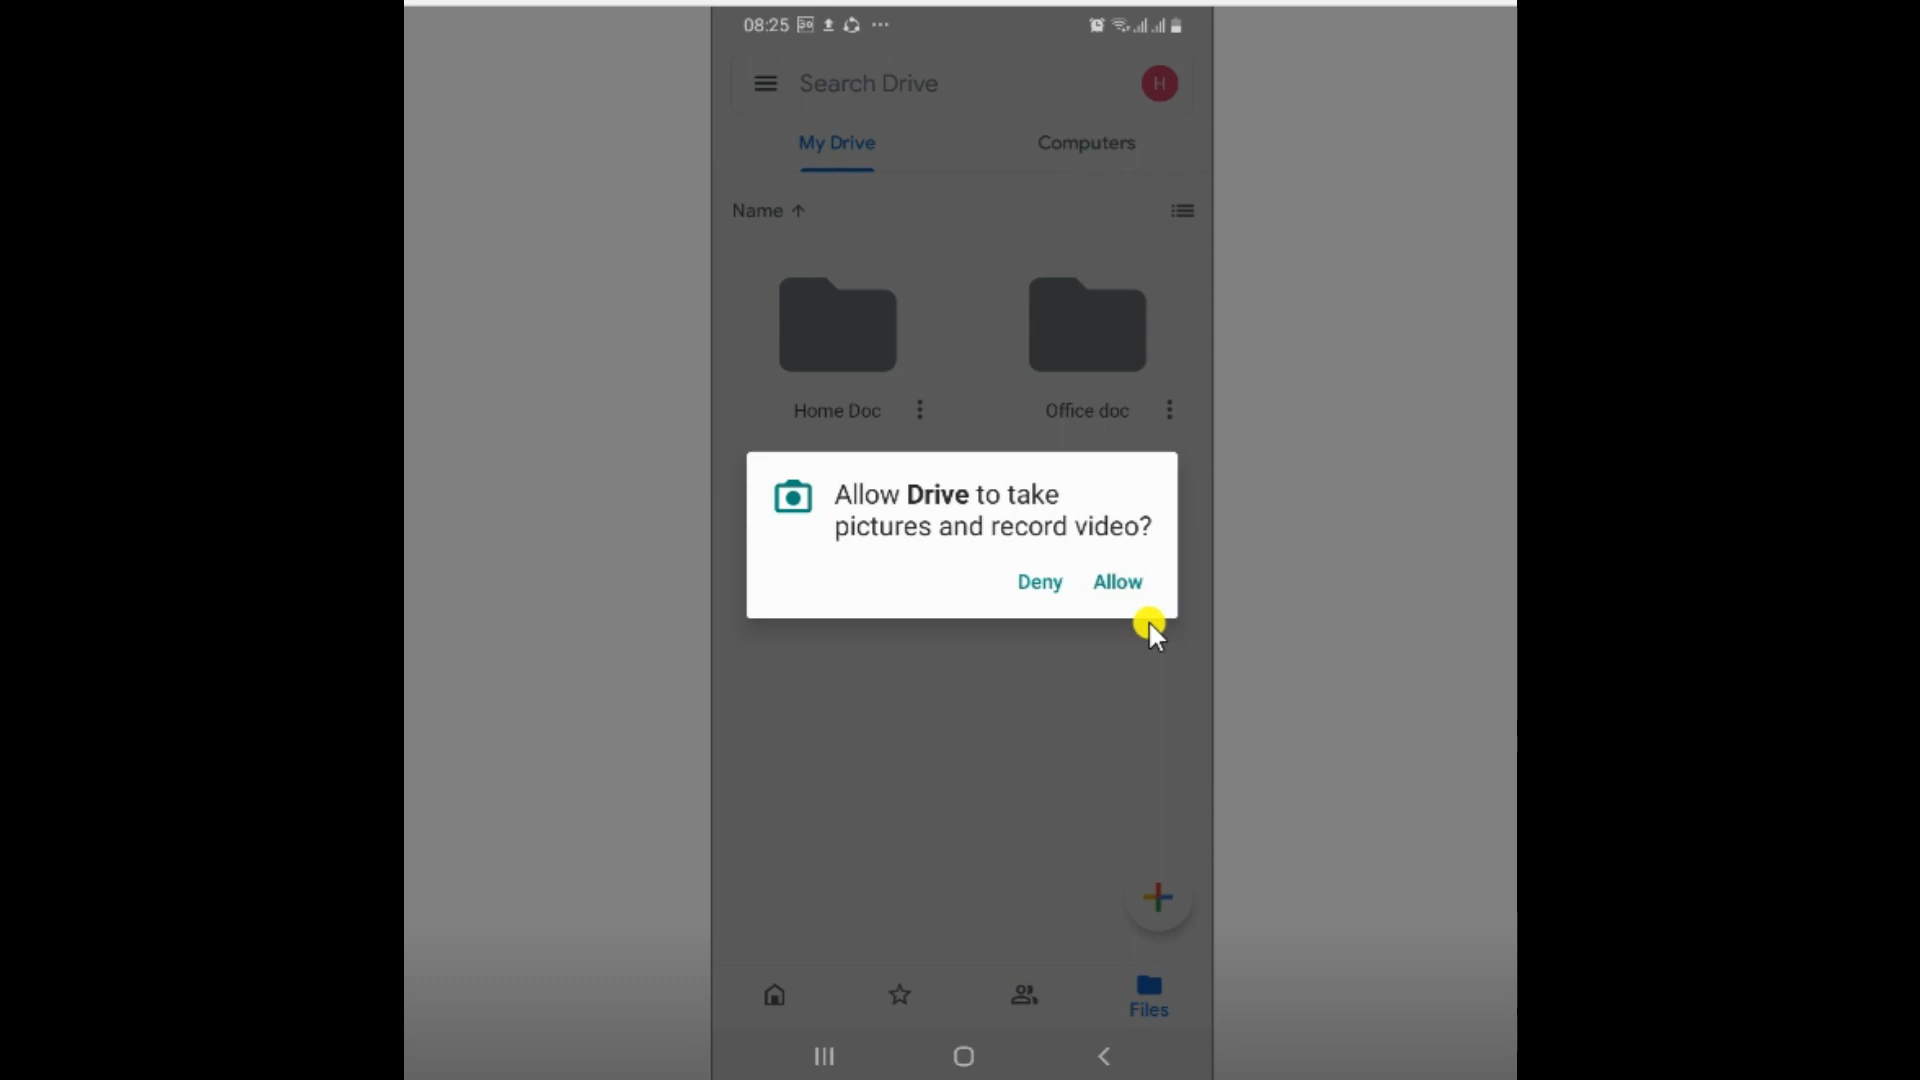 08:25
Search Drive
H
My Drive
Computers
Name
Home Doc
Office doc
Allow Drive to take
pictures and record video?
Deny
Allow
Files